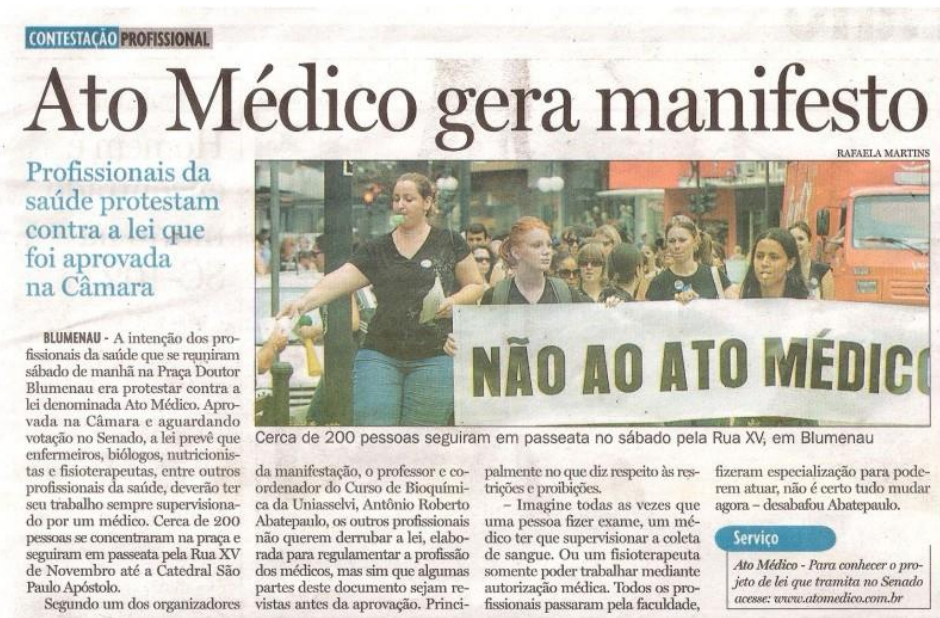 CONTESTAÇÃO PROFISSIONAL
Ato Médico gera manifesto
RAFAELA MARTINS
Profissionais da
saúde protestam
contra a lei que
foi aprovada
na Câmara
NÃO AO ATO MÉDICO
Cerca de 200 pessoas seguiram em passeata no sábado pela Rua XV, em Blumenau
BLUMENAU - A intenção dos pro-
fissionais da saúde que se reuniram
sábado de manhã na Praça Doutor
Blumenau era protestar contra a
lei denominada Ato Médico. Apro-
vada na Câmara e aguardando
votação no Senado, a lei prevê que
enfermeiros, biólogos, nutricionis-
tas e fisioterapeutas, entre outros
profissionais da saúde, deverão ter
seu trabalho sempre supervisiona-
do por um médico. Cerca de 200
pessoas se concentraram na praça e
seguiram em passeata pela Rua XV
de Novembro até a Catedral São
Paulo Apóstolo.
Segundo um dos organizadores
da manifestação, o professor e co-
ordenador do Curso de Bioquími-
ca da Uniasselvi, Antônio Roberto
Abatepaulo, os outros profissionais
não querem derrubar a lei, elabo-
rada para regulamentar a profissão
dos médicos, mas sim que algumas
partes deste documento sejam re-
vistas antes da aprovação. Princi-
palmente no que diz respeito às res-
trições e proibições.
– Imagine todas as vezes que
uma pessoa fizer exame, um mé-
dico ter que supervisionar a coleta
de sangue. Ou um fisioterapeuta
somente poder trabalhar mediante
autorização médica. Todos os pro-
fissionais passaram pela faculdade,
fizeram especialização para pode-
rem atuar, não é certo tudo mudar
agora – desabafou Abatepaulo.
Serviço
Ato Médico - Para conhecer o pro-
jeto de lei que tramita no Senado
acesse: www.atomedico.com.br